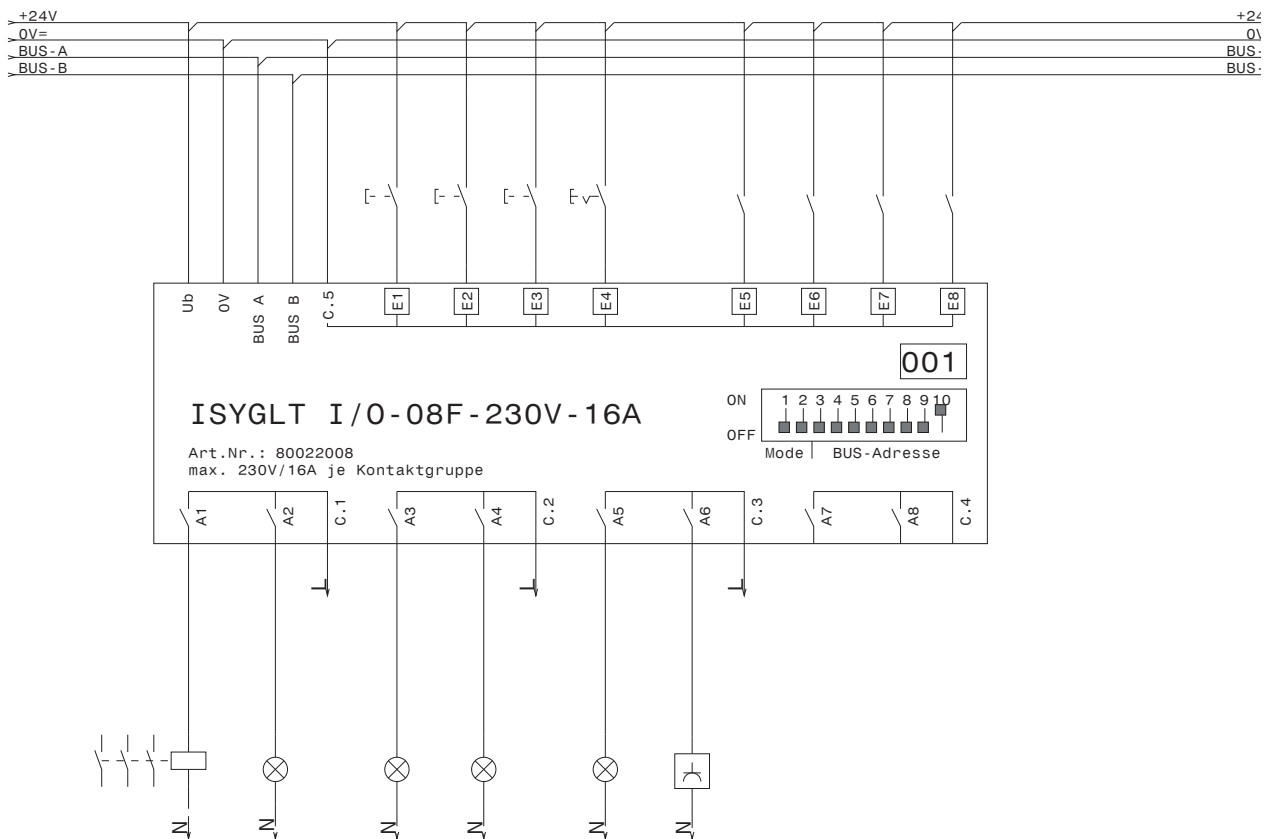 +24V
0V=
BUS-A
BUS-B
+24
0V
BUS-
BUS-
Ub
0V
BUS A
BUS B
C.5
E1
E2
E3
E4
E5
E6
E7
E8
001
ISYGLT I/O-08F-230V-16A
ON 1 2 3 4 5 6 7 8 9 10
OFF
Mode BUS-Adresse
Art.Nr.: 80022008
max. 230V/16A je Kontaktgruppe
A1
A2
C.1
A3
A4
C.2
A5
A6
C.3
A7
A8
C.4
L
L
L
N
N
N
N
N
N